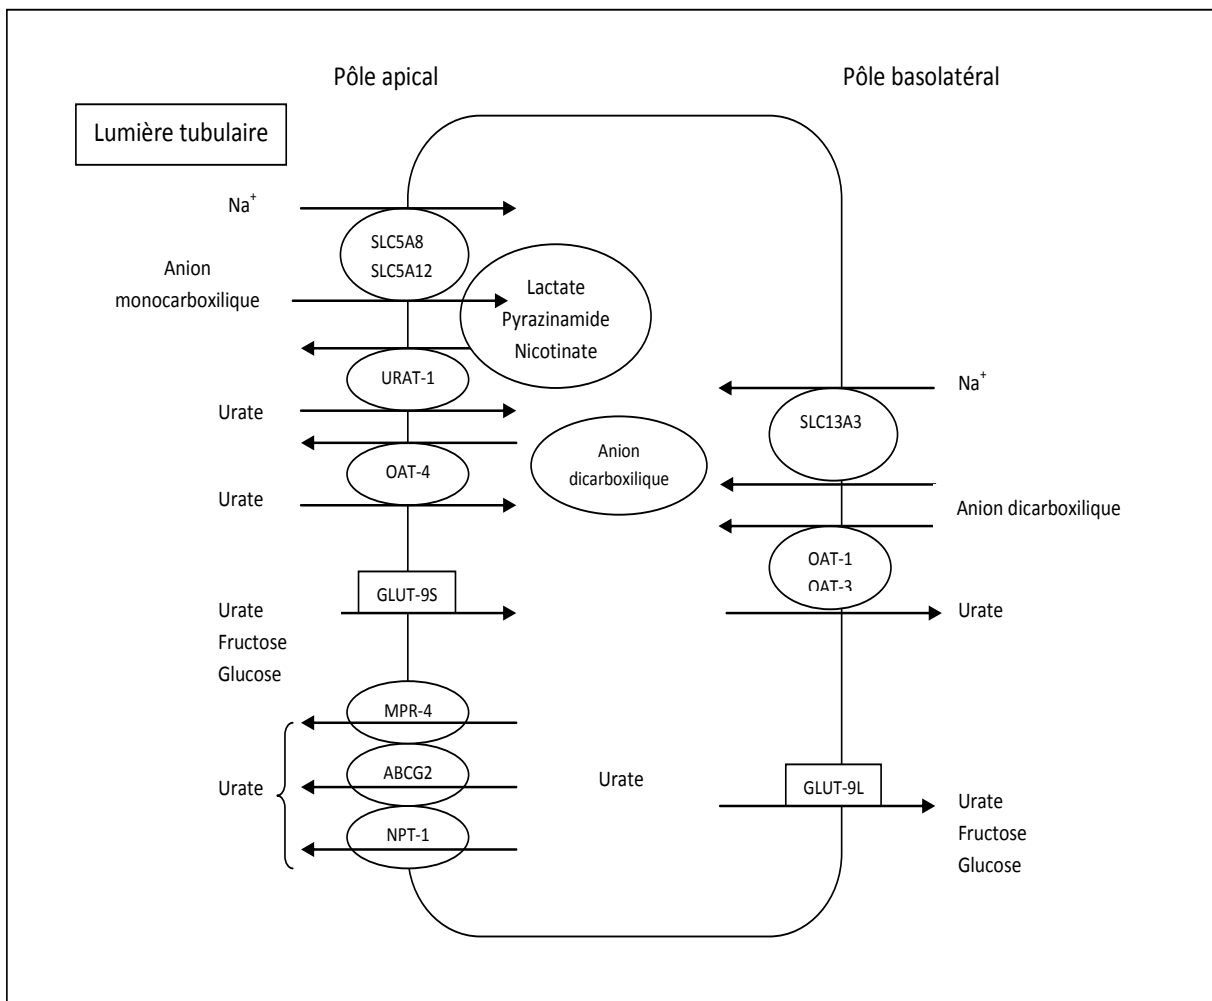 Pôle apical
Pôle basolatéral
Lumière tubulaire
Na+
SLC5A8
SLC5A12
Anion
monocarboxilique
Lactate
Pyrazinamide
Nicotinate
URAT-1
Urate
OAT-4
Urate
Anion
dicarboxilique
Na+
SLC13A3
Anion dicarboxilique
OAT-1
OAT-3
Urate
GLUT-9S
Urate
Fructose
Glucose
MPR-4
ABCG2
NPT-1
Urate
Urate
GLUT-9L
Urate
Fructose
Glucose